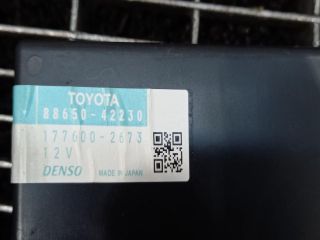 TOYOTA
88650-42230
177600-2673
12V
DENSO MADE IN JAPAN